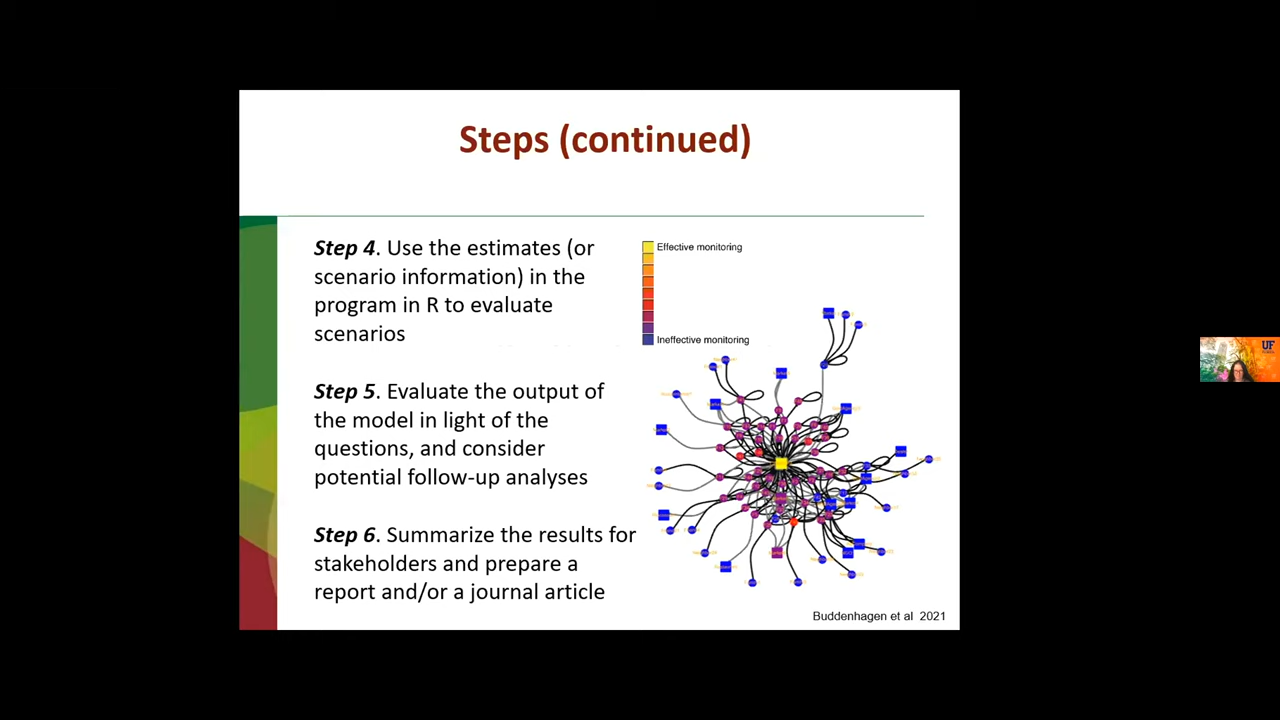 Steps (continued)
Step 4. Use the estimates (or
scenario information) in the
program in R to evaluate
scenarios
Step 5. Evaluate the output of
the model in light of the
questions, and consider
potential follow-up analyses
Step 6. Summarize the results for
stakeholders and prepare a
report and/or a journal article
Effective monitoring
Ineffective monitoring
Buddenhagen et al 2021
UF